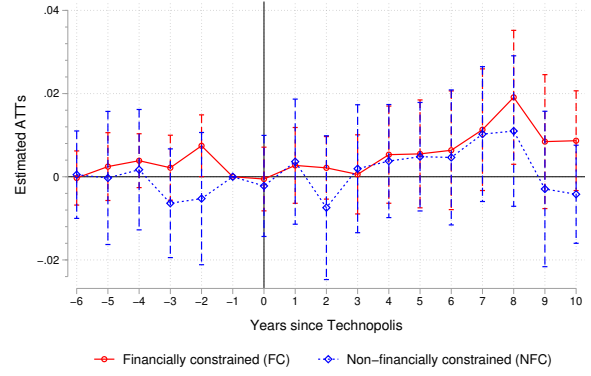 .04
.02
0
−.02
Estimated ATTs
−6 −5 −4 −3 −2 −1 0 1 2 3 4 5 6 7 8 9 10
Years since Technopolis
Financially constrained (FC) Non−financially constrained (NFC)